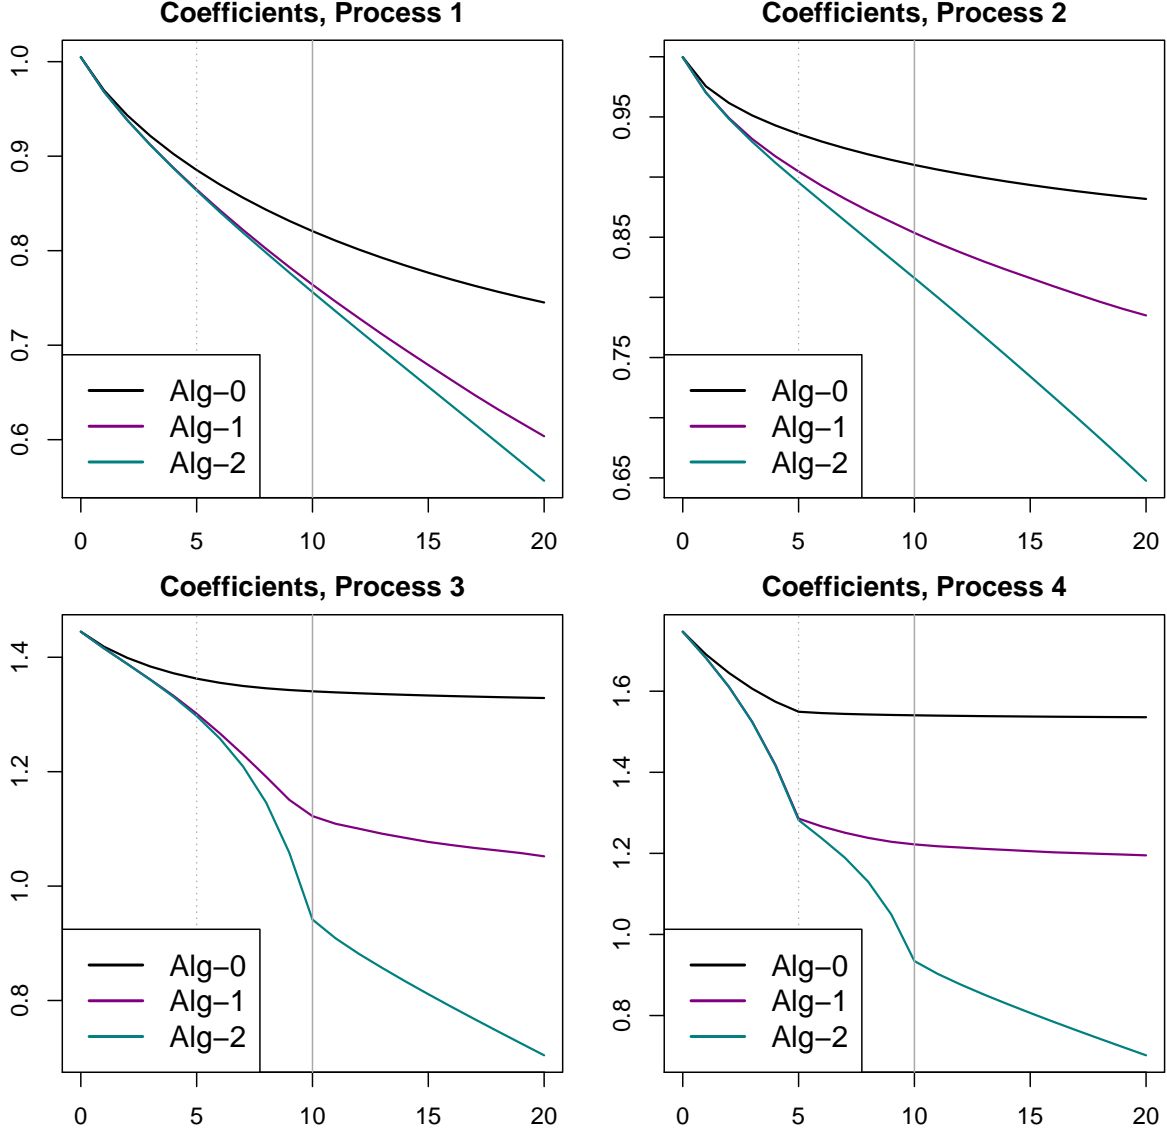 Coefficients, Process 1
1.0
0.9
0.8
0.7
0.6
Alg−0
Alg−1
Alg−2
0 5 10 15 20
Coefficients, Process 2
0.95
0.85
0.75
0.65
Alg−0
Alg−1
Alg−2
0 5 10 15 20
Coefficients, Process 3
1.4
1.2
1.0
0.8
Alg−0
Alg−1
Alg−2
0 5 10 15 20
Coefficients, Process 4
1.6
1.4
1.2
1.0
0.8
Alg−0
Alg−1
Alg−2
0 5 10 15 20